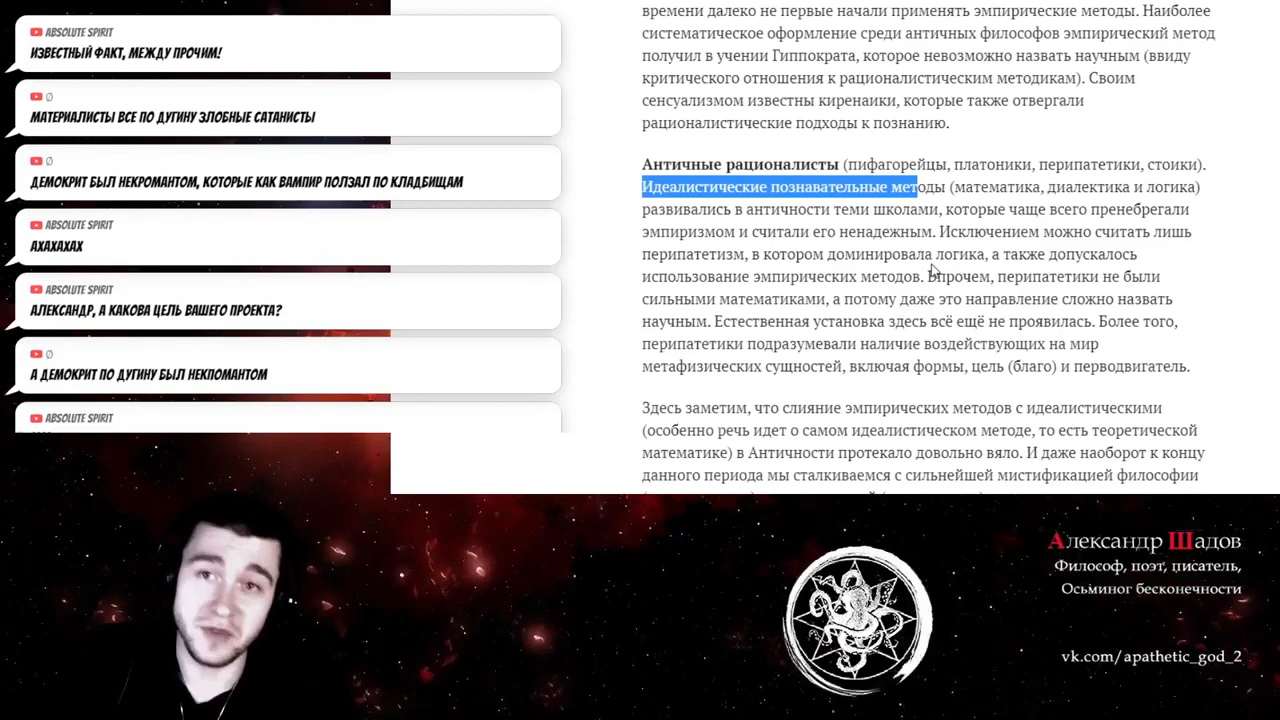 ABSOLUTE SPIRIT
ИЗВЕСТНЫЙ ФАКТ, МЕЖДУ ПРОЧИМ!
Ø
МАТЕРИАЛИСТЫ ВСЕ ПО ДУГИНУ ЗЛОБНЫЕ САТАНИСТЫ
Ø
ДЕМОКРИТ БЫЛ НЕКРОМАНТОМ, КОТОРЫЕ КАК ВАМПИР ПОЛЗАЛ ПО КЛАДБИЩАМ
ABSOLUTE SPIRIT
АХАХАХАХ
ABSOLUTE SPIRIT
АЛЕКСАНДР, А КАКОВА ЦЕЛЬ ВАШЕГО ПРОЕКТА?
Ø
А ДЕМОКРИТ ПО ДУГИНУ БЫЛ НЕКПОМАНТОМ
ABSOLUTE SPIRIT
времени далеко не первые начали применять эмпирические методы. Наиболее
систематическое оформление среди античных философов эмпирический метод
получил в учении Гиппократа, которое невозможно назвать научным (ввиду
критического отношения к рационалистическим методикам). Своим
сенсуализмом известны киренаики, которые также отвергали
рационалистические подходы к познанию.
Античные рационалисты (пифагорейцы, платоники, перипатетики, стоики).
Идеалистические познавательные методы (математика, диалектика и логика)
развивались в античности теми школами, которые чаще всего пренебрегали
эмпиризмом и считали его ненадежным. Исключением можно считать лишь
перипатетизм, в котором доминировала логика, а также допускалось
использование эмпирических методов. Впрочем, перипатетики не были
сильными математиками, а потому даже это направление сложно назвать
научным. Естественная установка здесь всё ещё не проявилась. Более того,
перипатетики подразумевали наличие воздействующих на мир
метафизических сущностей, включая формы, цель (благо) и перводвигатель.
Здесь заметим, что слияние эмпирических методов с идеалистическими
(особенно речь идет о самом идеалистическом методе, то есть теоретической
математике) в Античности протекало довольно вяло. И даже наоборот к концу
данного периода мы сталкиваемся с сильнейшей мистификацией философии
Александр Шадов
Философ, поэт, писатель,
Осьминог бесконечности
vk.com/apathetic_god_2